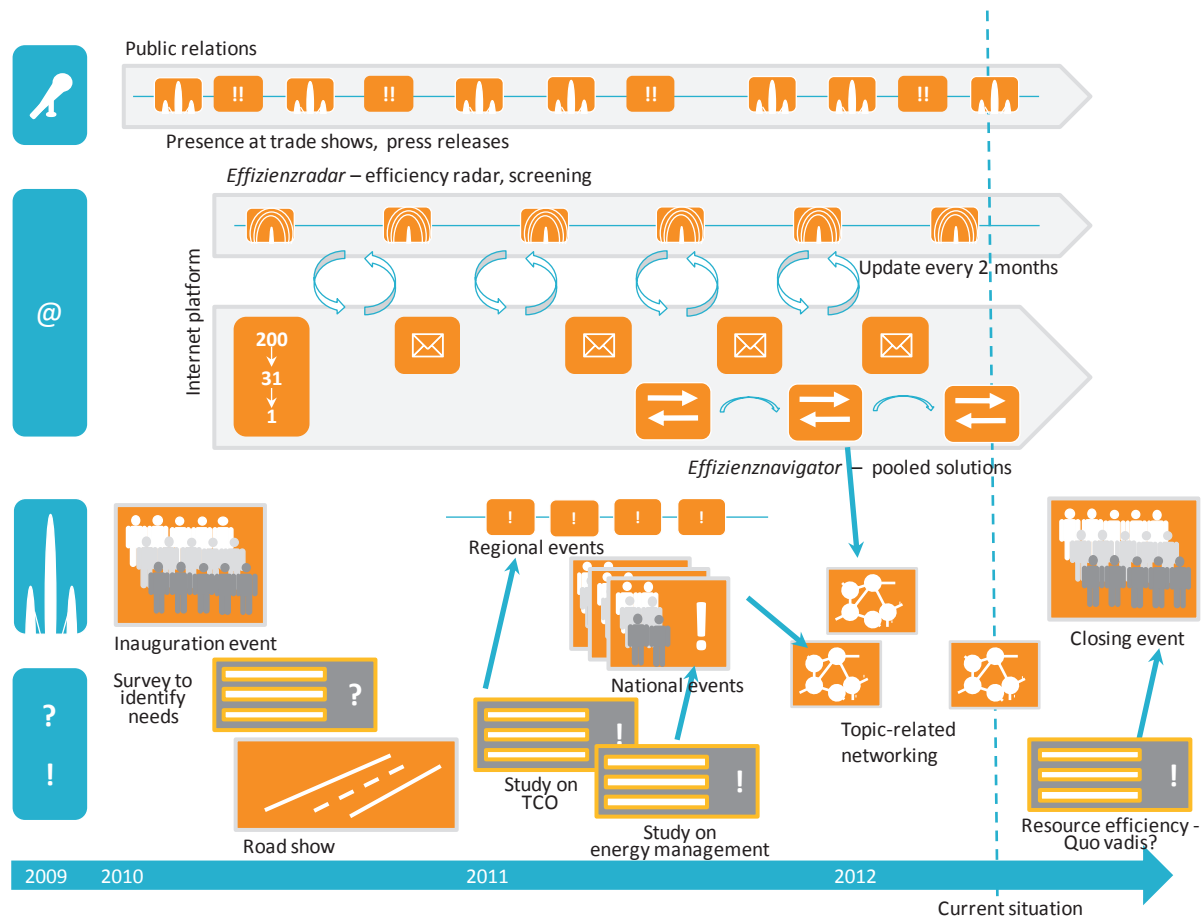 Public relations
!!
!!
!!
!!
Presence at trade shows, press releases
Effizienzradar – efficiency radar, screening
Update every 2 months
@
Internet platform
200
31
1
Effizienznavigator – pooled solutions
!
!
!
!
Regional events
!
Inauguration event
National events
Closing event
Survey to
identify
needs
?
?
!
!
!
!
Topic-related
networking
Study on
TCO
Road show
Study on
energy management
Resource efficiency -
Quo vadis?
2009
2010
2011
2012
Current situation